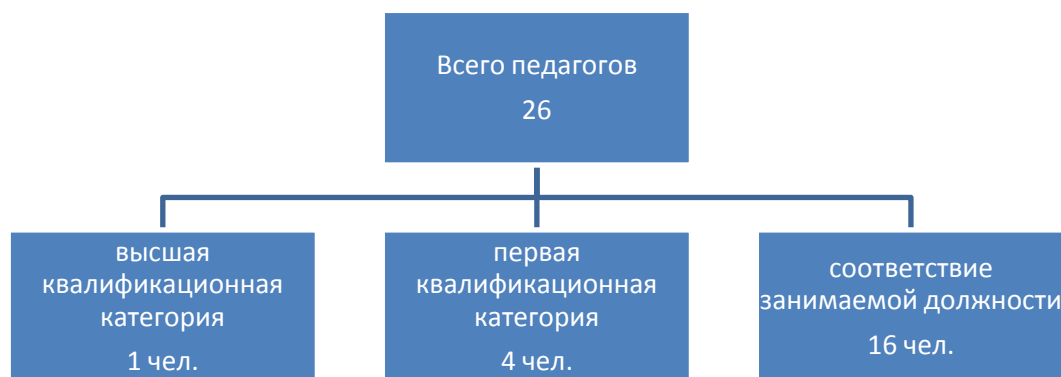 Всего педагогов
26
высшая
квалификационная
категория
1 чел.
первая
квалификационная
категория
4 чел.
соответствие
занимаемой должности
16 чел.